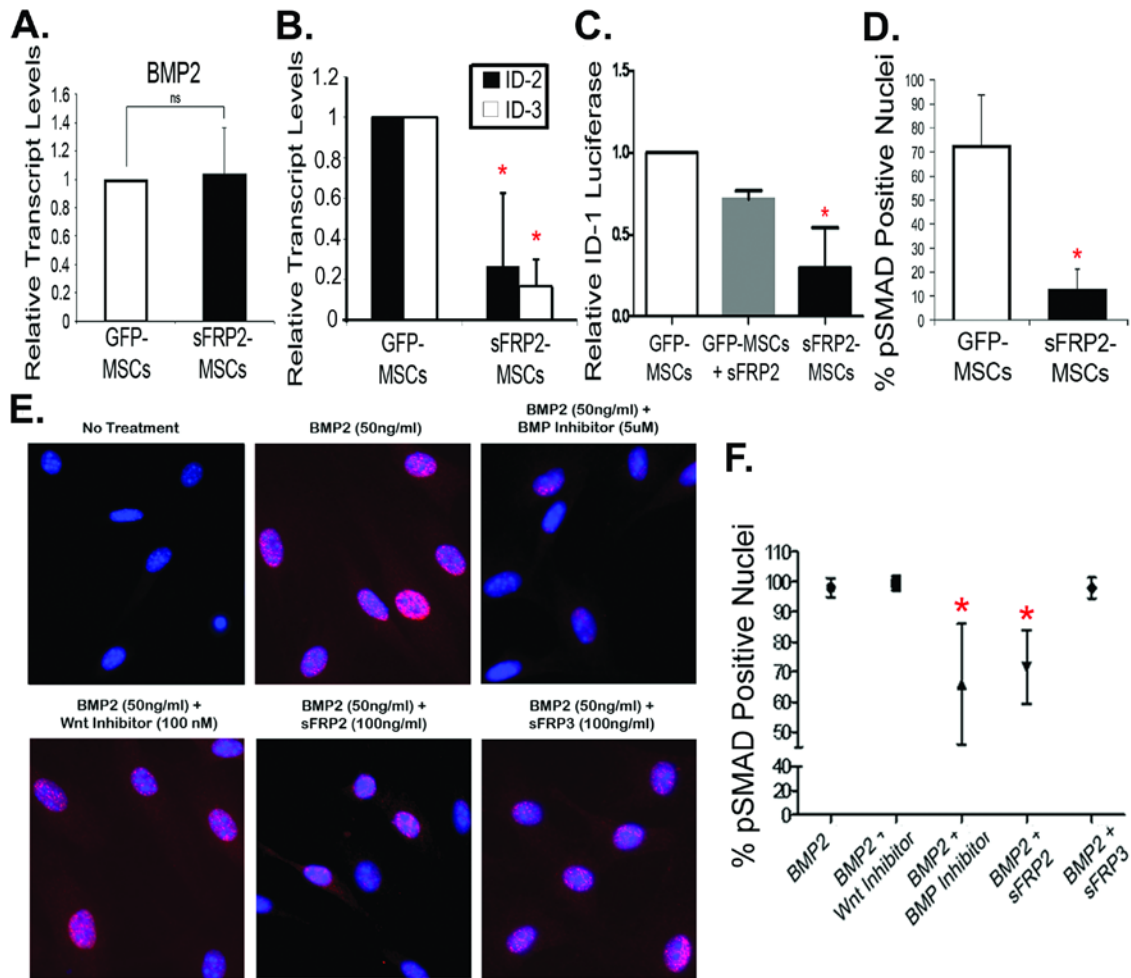 A.
BMP2
ns
Relative Transcript Levels
1.6
1.4
1.2
1
0.8
0.6
0.4
0.2
0
GFP-
MSCs
sFRP2-
MSCs
B.
Relative Transcript Levels
1.2
1
0.8
0.6
0.4
0.2
0
ID-2
ID-3
*
*
GFP-
MSCs
sFRP2-
MSCs
C.
Relative ID-1 Luciferase
1.5
1.0
0.5
0.0
*
GFP-
MSCs
GFP-MSCs
+ sFRP2
sFRP2-
MSCs
D.
% pSMAD Positive Nuclei
100
90
80
70
60
50
40
30
20
10
0
*
GFP-
MSCs
sFRP2-
MSCs
E.
No Treatment
BMP2 (50ng/ml)
BMP2 (50ng/ml) +
BMP Inhibitor (5uM)
BMP2 (50ng/ml) +
Wnt Inhibitor (100 nM)
BMP2 (50ng/ml) +
sFRP2 (100ng/ml)
BMP2 (50ng/ml) +
sFRP3 (100ng/ml)
F.
% pSMAD Positive Nuclei
110
100
90
80
70
60
50
40
20
0
*
*
BMP2
BMP2 +
Wnt Inhibitor
BMP2 +
BMP Inhibitor
BMP2 +
sFRP2
BMP2 +
sFRP3